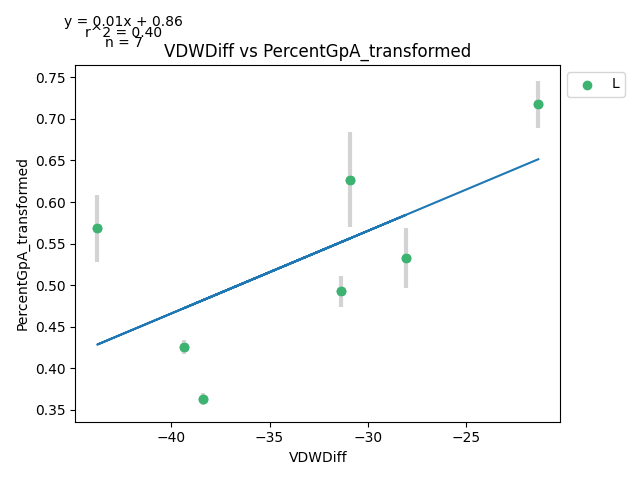 y = 0.01x + 0.86
r^2 = 0.40
n = 7
VDWDiff vs PercentGpA_transformed
L
0.75
0.70
0.65
0.60
0.55
0.50
0.45
0.40
0.35
PercentGpA_transformed
−40
−35
−30
−25
VDWDiff